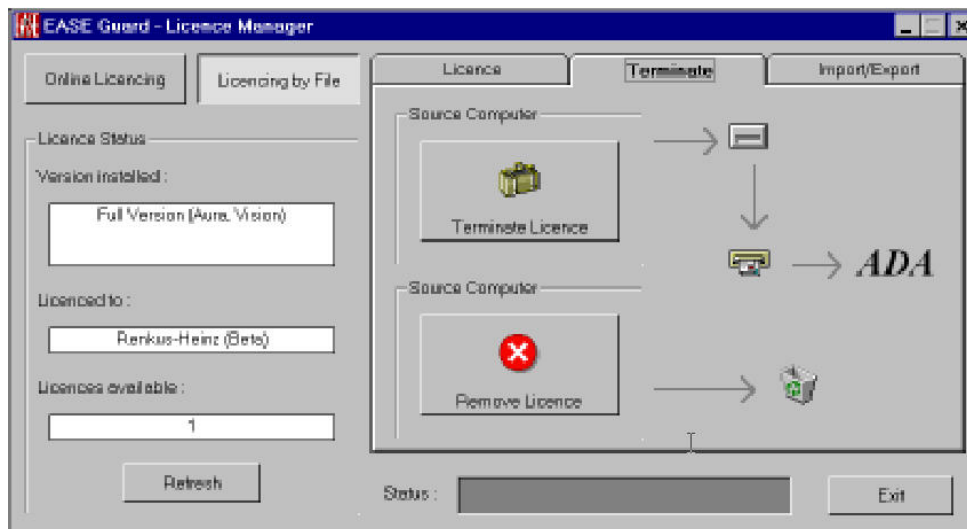 EASE Guard - Licence Manager
Online Licencing
Licencing by File
Licence Status
Version installed :
Full Version (Aura, Vision)
Licenced to :
Renkus-Heinz (Beta)
Licences available :
1
Refresh
Licence
Terminate
Import/Export
Source Computer
Terminate Licence
ADA
Source Computer
Remove Licence
Status :
Exit